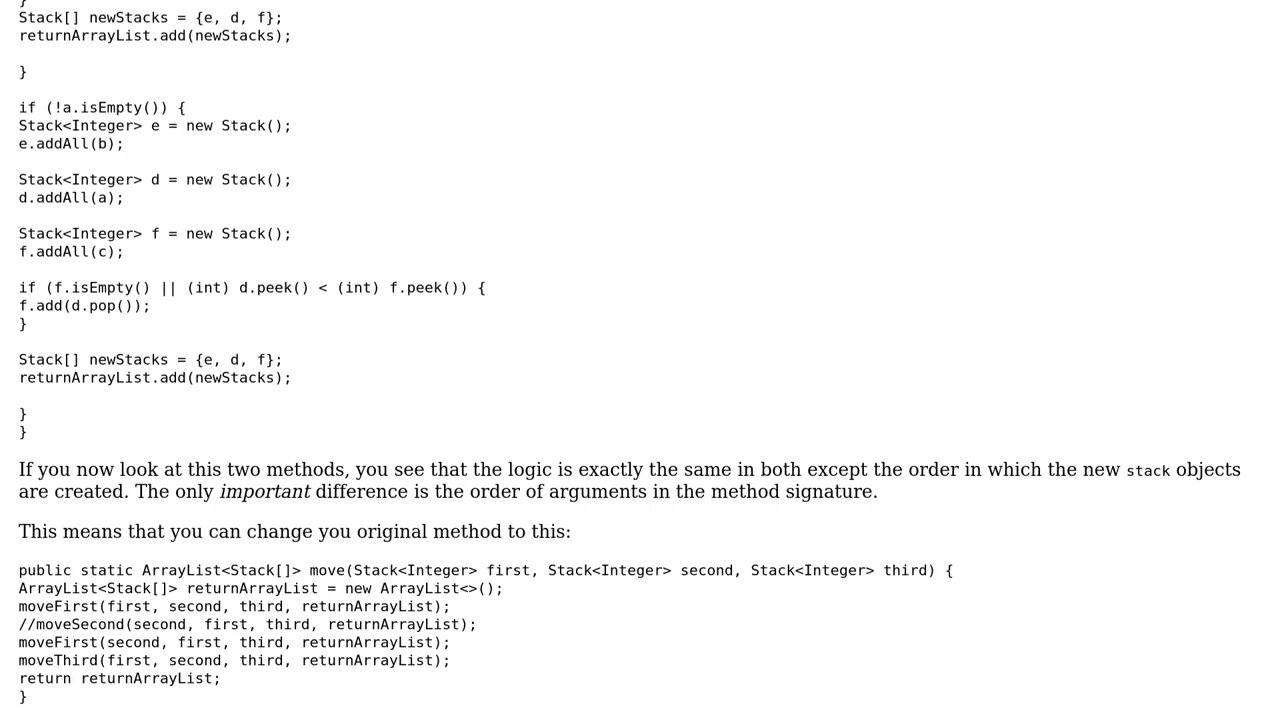 }
Stack[] newStacks = {e, d, f};
returnArrayList.add(newStacks);
}
if (!a.isEmpty()) {
Stack<Integer> e = new Stack();
e.addAll(b);
Stack<Integer> d = new Stack();
d.addAll(a);
Stack<Integer> f = new Stack();
f.addAll(c);
if (f.isEmpty() || (int) d.peek() < (int) f.peek()) {
f.add(d.pop());
}
Stack[] newStacks = {e, d, f};
returnArrayList.add(newStacks);
}
}
If you now look at this two methods, you see that the logic is exactly the same in both except the order in which the new stack objects
are created. The only important difference is the order of arguments in the method signature.
This means that you can change you original method to this:
public static ArrayList<Stack[]> move(Stack<Integer> first, Stack<Integer> second, Stack<Integer> third) {
ArrayList<Stack[]> returnArrayList = new ArrayList<>();
moveFirst(first, second, third, returnArrayList);
//moveSecond(second, first, third, returnArrayList);
moveFirst(second, first, third, returnArrayList);
moveThird(first, second, third, returnArrayList);
return returnArrayList;
}